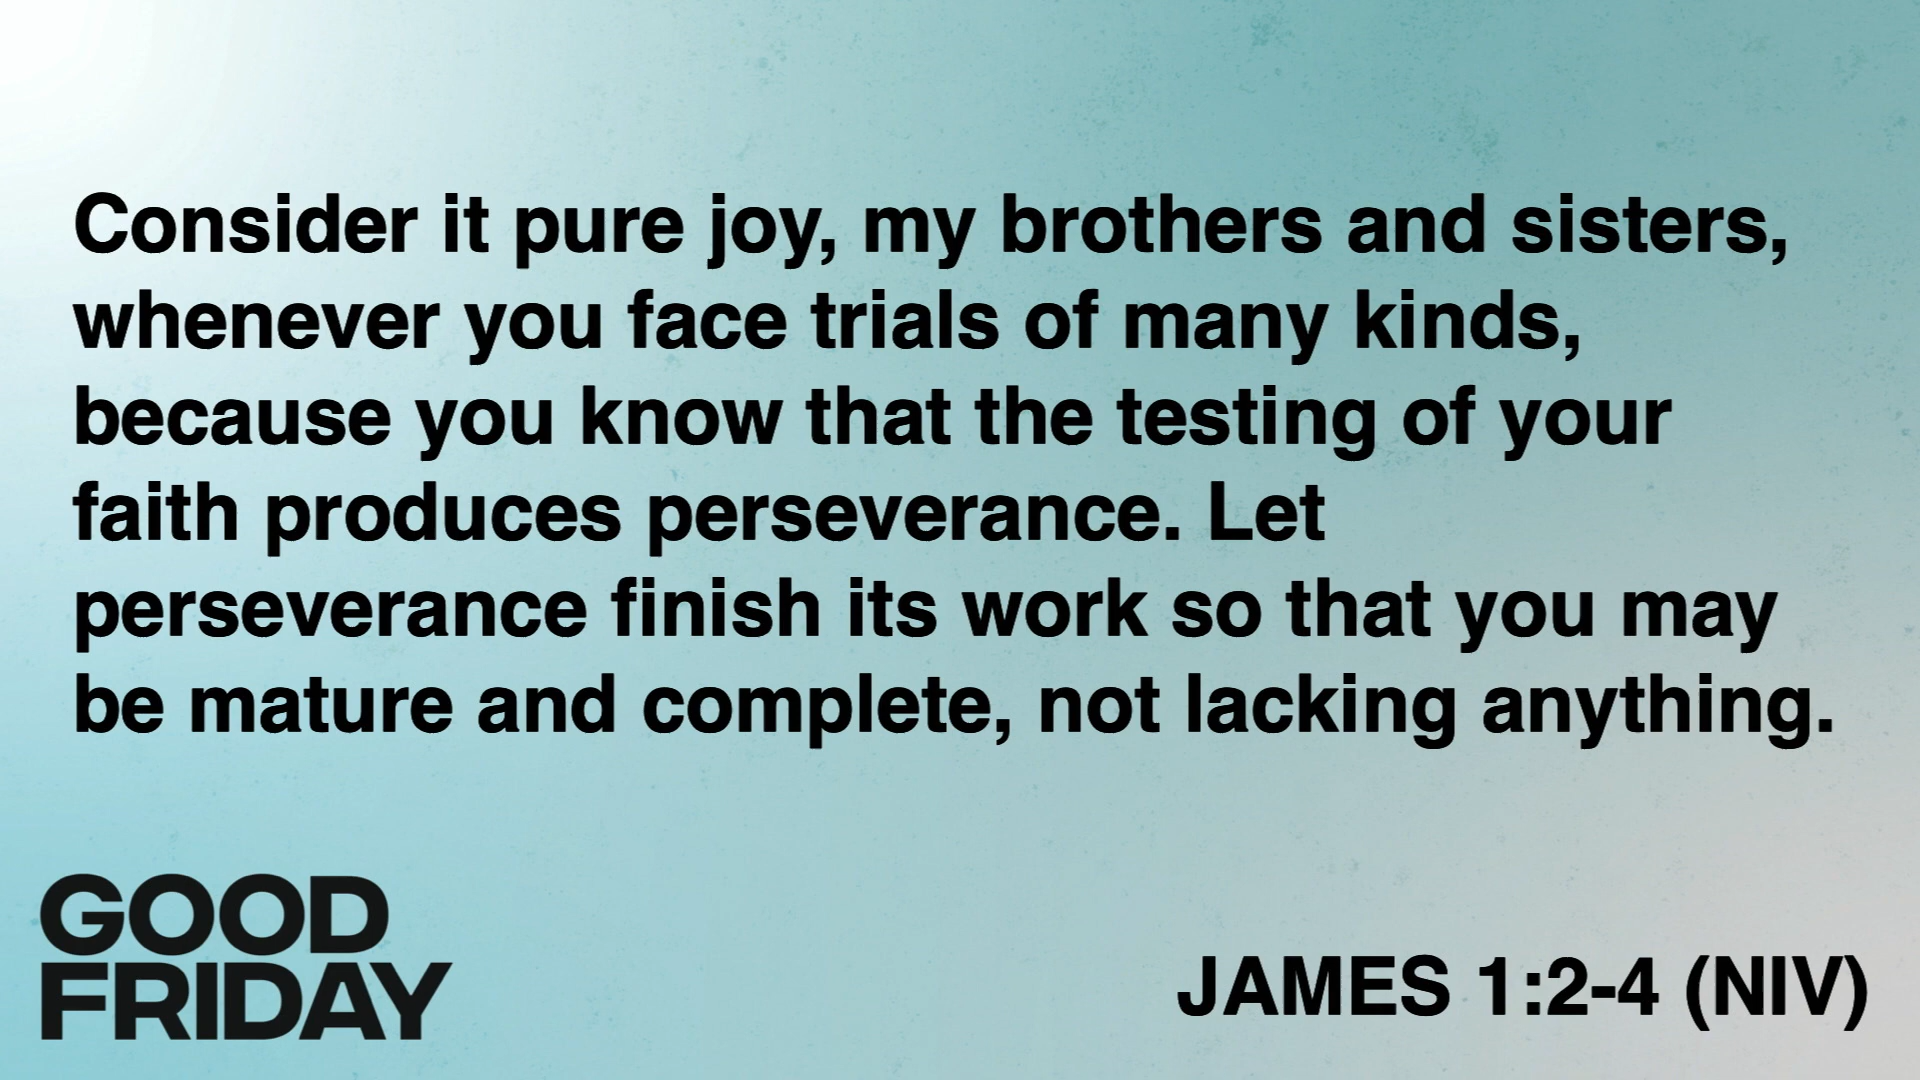 Consider it pure joy, my brothers and sisters,
whenever you face trials of many kinds,
because you know that the testing of your
faith produces perseverance. Let
perseverance finish its work so that you may
be mature and complete, not lacking anything.
GOOD
FRIDAY
JAMES 1:2-4 (NIV)